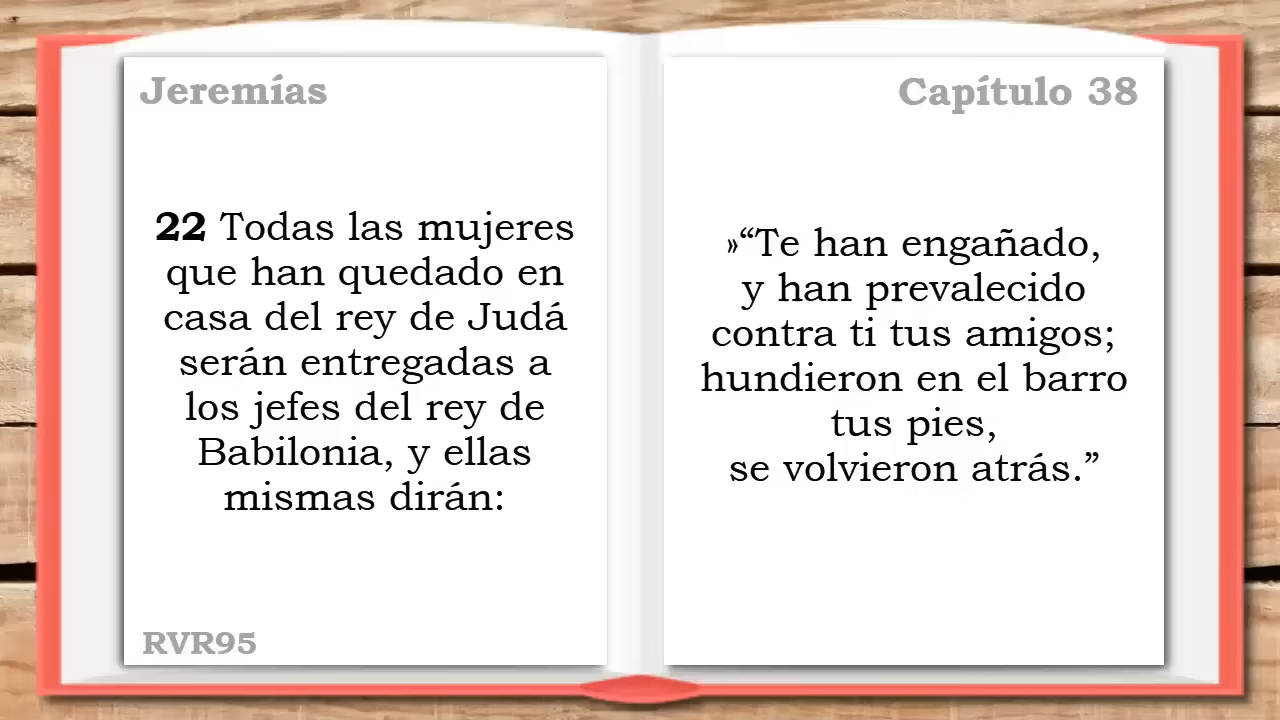 Jeremías
22 Todas las mujeres
que han quedado en
casa del rey de Judá
serán entregadas a
los jefes del rey de
Babilonia, y ellas
mismas dirán:
RVR95
Capítulo 38
»“Te han engañado,
y han prevalecido
contra ti tus amigos;
hundieron en el barro
tus pies,
se volvieron atrás.”